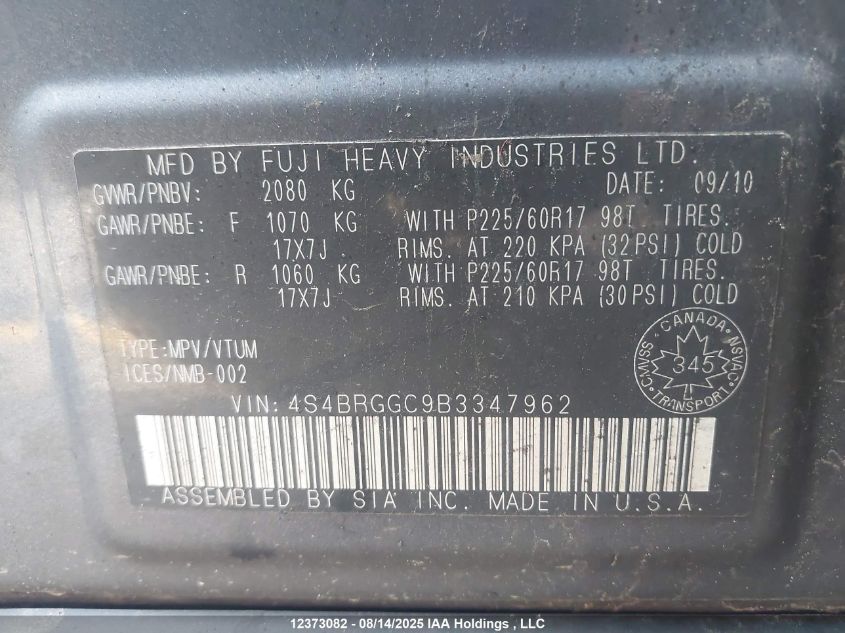 MFD BY FUJI HEAVY INDUSTRIES LTD.
GVWR/PNBV: 2080 KG DATE: 09/10
GAWR/PNBE: F 1070 KG WITH P225/60R17 98T TIRES.
17X7J RIMS. AT 220 KPA (32PSI) COLD
GAWR/PNBE: R 1060 KG WITH P225/60R17 98T TIRES.
17X7J RIMS. AT 210 KPA (30PSI) COLD
TYPE:MPV/VTUM
ICES/NMB-002
CANADA
CMVSS 345 NSVAC
TRANSPORT
VIN: 4S4BRGGC9B3347962
ASSEMBLED BY SIA INC. MADE IN U.S.A.
12373082 - 08/14/2025 IAA Holdings , LLC